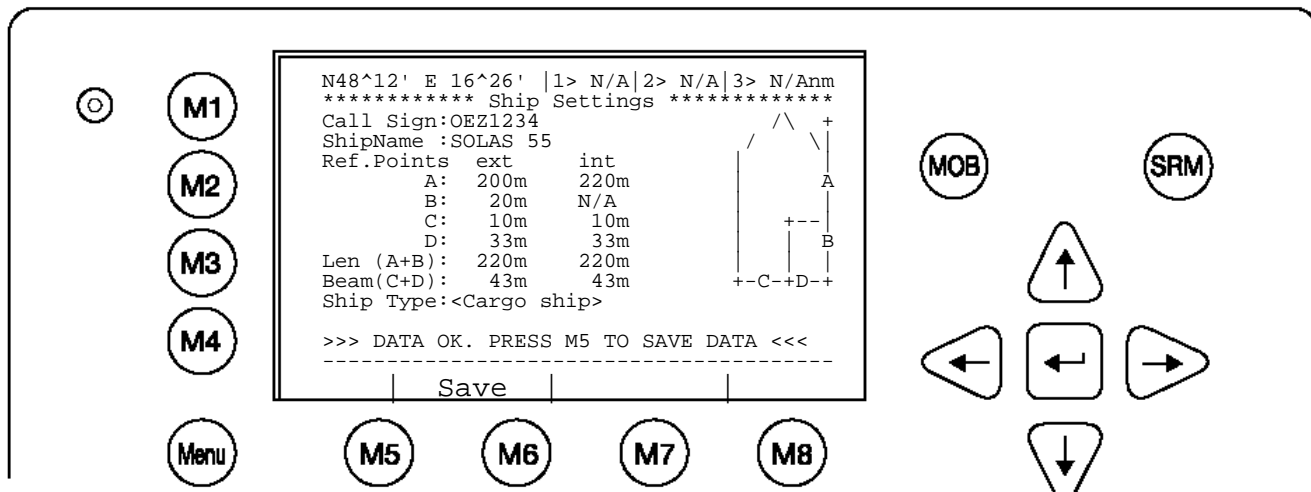 N48^12' E 16^26' |1> N/A|2> N/A|3> N/Anm
*********** Ship Settings *************
Call Sign:OEZ1234
ShipName :SOLAS 55
Ref.Points ext int
A: 200m 220m
B: 20m N/A
C: 10m 10m
D: 33m 33m
Len (A+B): 220m 220m
Beam(C+D): 43m 43m
Ship Type:<Cargo ship>
A
B
+-C-+D-+
>>> DATA OK. PRESS M5 TO SAVE DATA <<<
Save
M1
M2
M3
M4
Menu
M5
M6
M7
M8
MOB
SRM